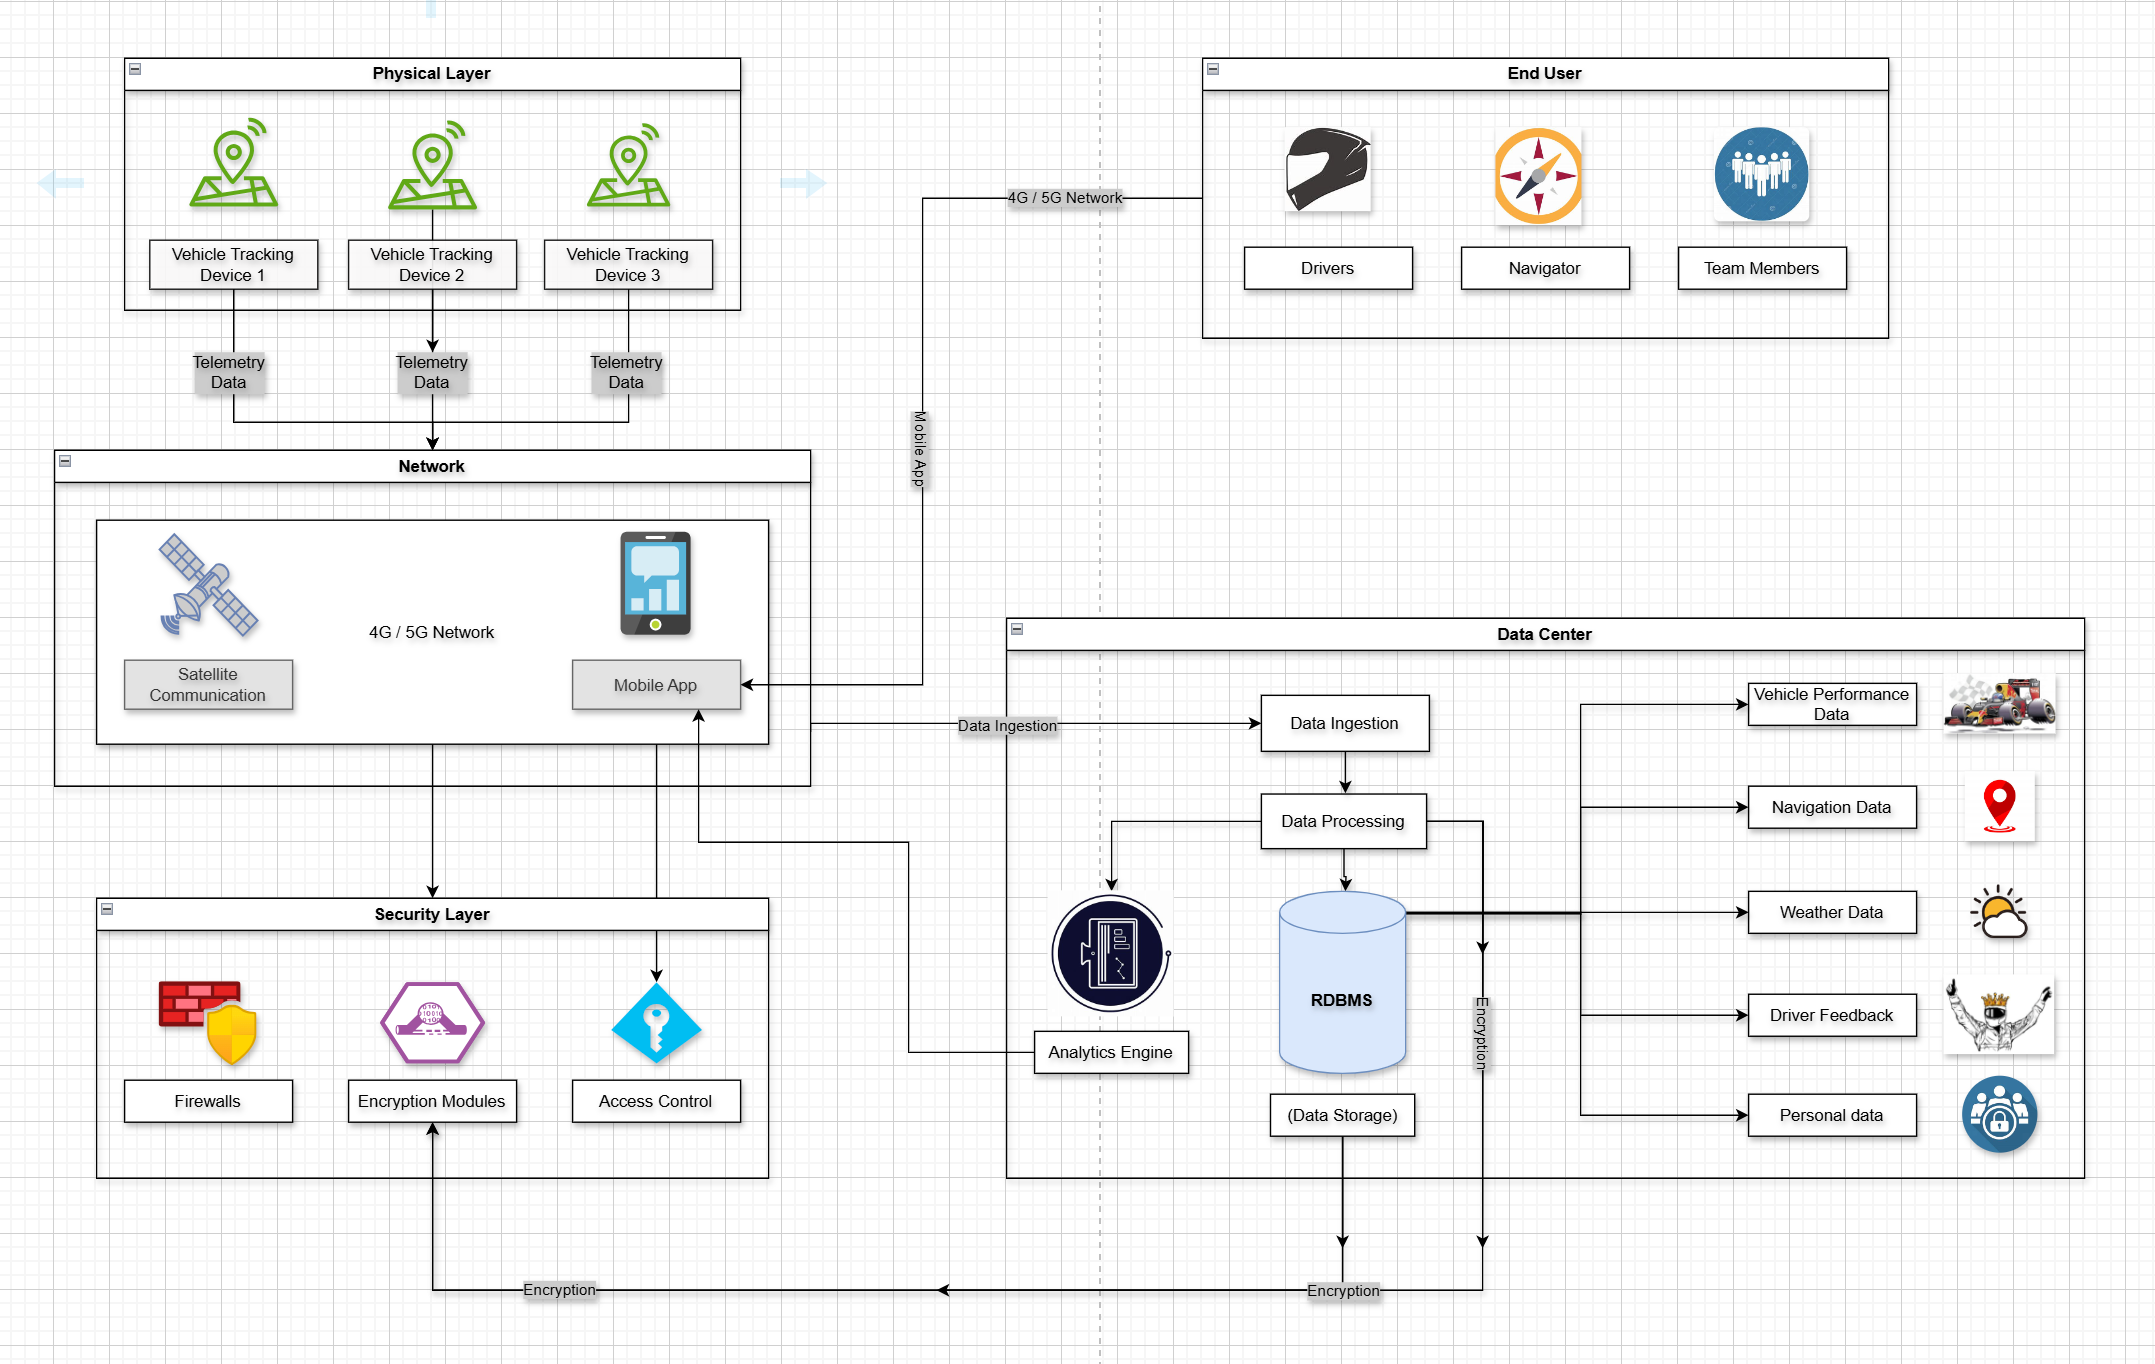 Physical Layer
Vehicle Tracking
Device 1
Vehicle Tracking
Device 2
Vehicle Tracking
Device 3
Telemetry
Data
Telemetry
Data
Telemetry
Data
End User
Drivers
Navigator
Team Members
4G / 5G Network
Mobile App
Network
Satellite
Communication
4G / 5G Network
Mobile App
Data Ingestion
Data Center
Data Ingestion
Data Processing
Analytics Engine
RDBMS
(Data Storage)
Encryption
Vehicle Performance
Data
Navigation Data
Weather Data
Driver Feedback
Personal data
Security Layer
Firewalls
Encryption Modules
Access Control
Encryption
Encryption